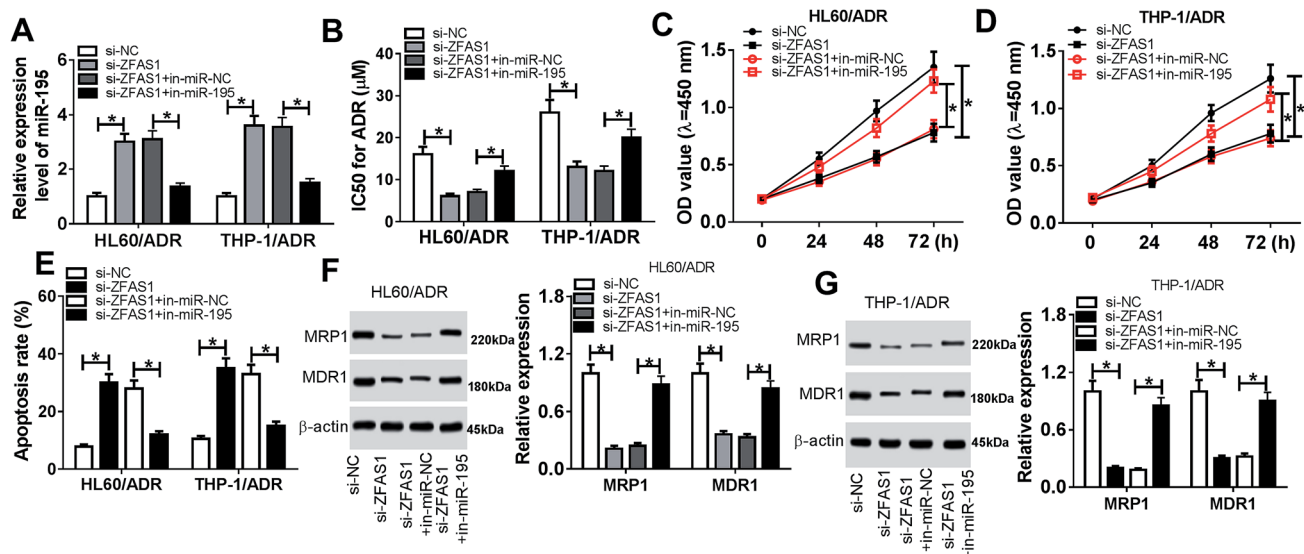 A
si-NC
si-ZFAS1
si-ZFAS1+in-miR-NC
si-ZFAS1+in-miR-195
Relative expression
level of miR-195
6
4
2
0
HL60/ADR
THP-1/ADR
*
*
*
*
B
si-NC
si-ZFAS1
si-ZFAS1+in-miR-NC
si-ZFAS1+in-miR-195
IC50 for ADR (μM)
40
30
20
10
0
HL60/ADR
THP-1/ADR
*
*
*
*
C
HL60/ADR
si-NC
si-ZFAS1
si-ZFAS1+in-miR-NC
si-ZFAS1+in-miR-195
OD value (λ=450 nm)
1.5
1.0
0.5
0.0
0
24
48
72 (h)
*
*
D
THP-1/ADR
si-NC
si-ZFAS1
si-ZFAS1+in-miR-NC
si-ZFAS1+in-miR-195
OD value (λ=450 nm)
1.5
1.0
0.5
0.0
0
24
48
72 (h)
*
*
E
si-NC
si-ZFAS1
si-ZFAS1+in-miR-NC
si-ZFAS1+in-miR-195
Apoptosis rate (%)
60
40
20
0
HL60/ADR
THP-1/ADR
*
*
*
*
F
HL60/ADR
MRP1
220kDa
MDR1
180kDa
β-actin
45kDa
si-NC
si-ZFAS1
si-ZFAS1
+in-miR-NC
si-ZFAS1
+in-miR-195
HL60/ADR
si-NC
si-ZFAS1
si-ZFAS1+in-miR-NC
si-ZFAS1+in-miR-195
Relative expression
1.8
1.2
0.6
0.0
MRP1
MDR1
*
*
*
*
G
THP-1/ADR
MRP1
220kDa
MDR1
180kDa
β-actin
45kDa
si-NC
si-ZFAS1
si-ZFAS1
+in-miR-NC
si-ZFAS1
+in-miR-195
THP-1/ADR
si-NC
si-ZFAS1
si-ZFAS1+in-miR-NC
si-ZFAS1+in-miR-195
Relative expression
1.8
1.2
0.6
0.0
MRP1
MDR1
*
*
*
*